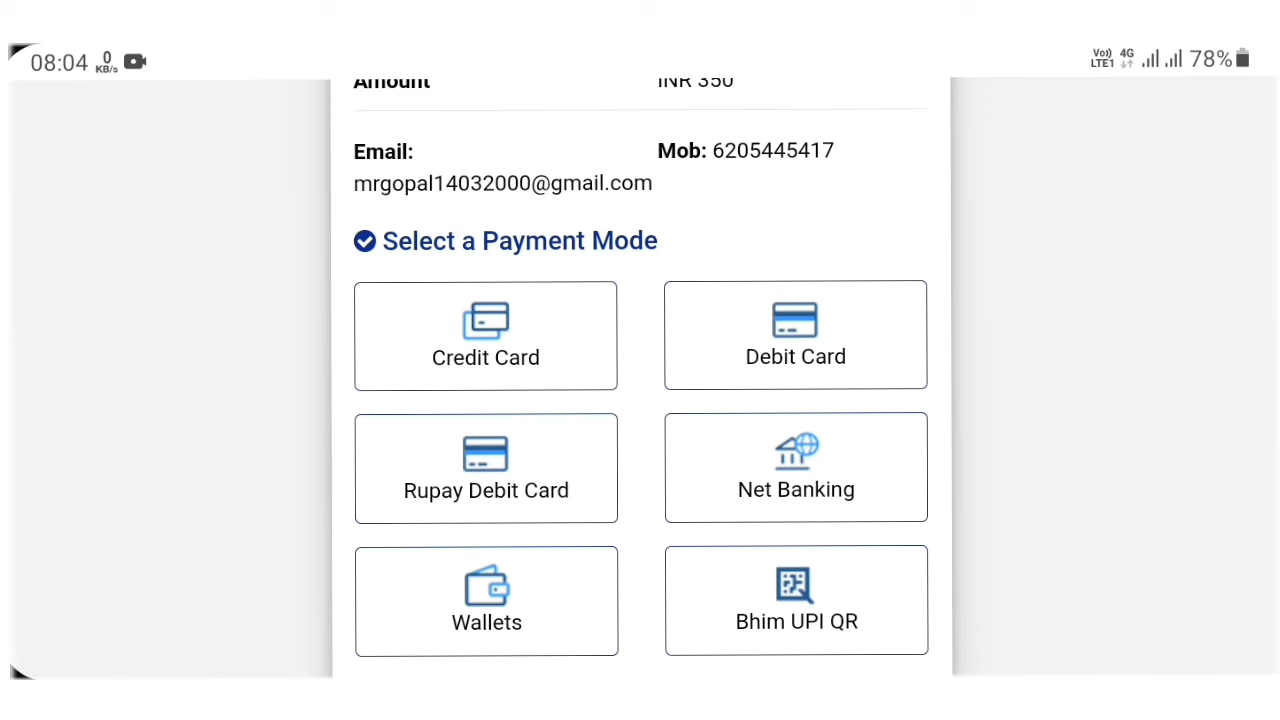 08:04 0 KB/s Vo)) LTE1 4G 78%
Amount INR 350
Email: Mob: 6205445417
mrgopal14032000@gmail.com
Select a Payment Mode
Credit Card Debit Card
Rupay Debit Card Net Banking
Wallets Bhim UPI QR